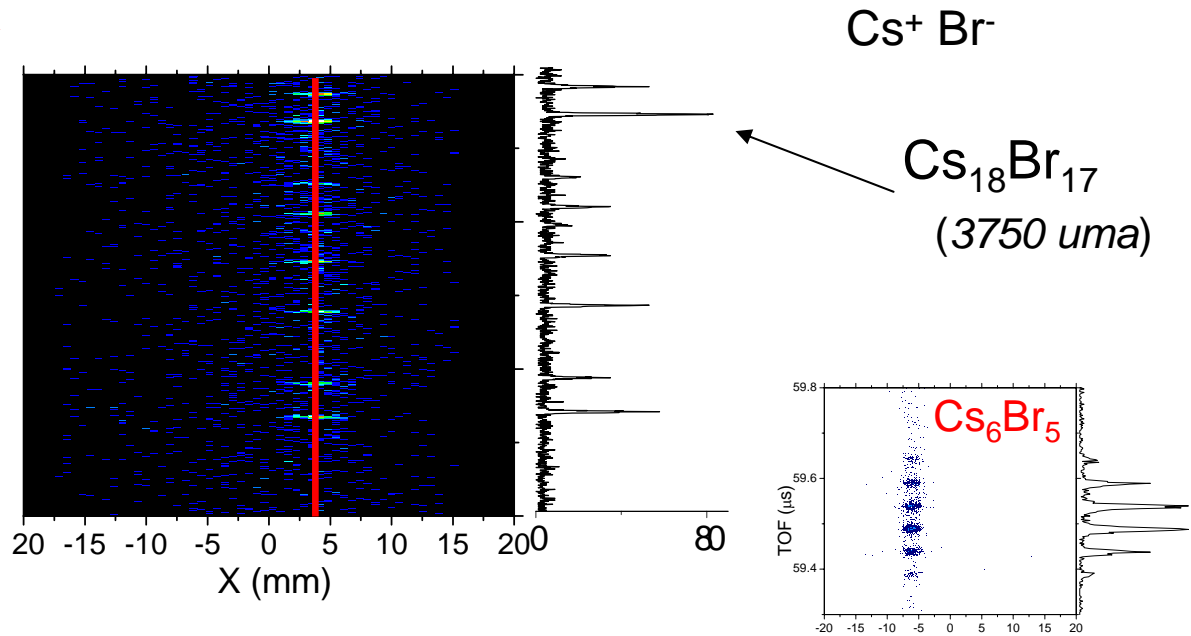 Cs⁺ Br⁻
20 -15 -10 -5 0 5 10 15 20
X (mm)
0 80
Cs₁₈Br₁₇
(3750 uma)
Cs₆Br₅
TOF (μs)
59.8
59.6
59.4
-20 -15 -10 -5 0 5 10 15 20